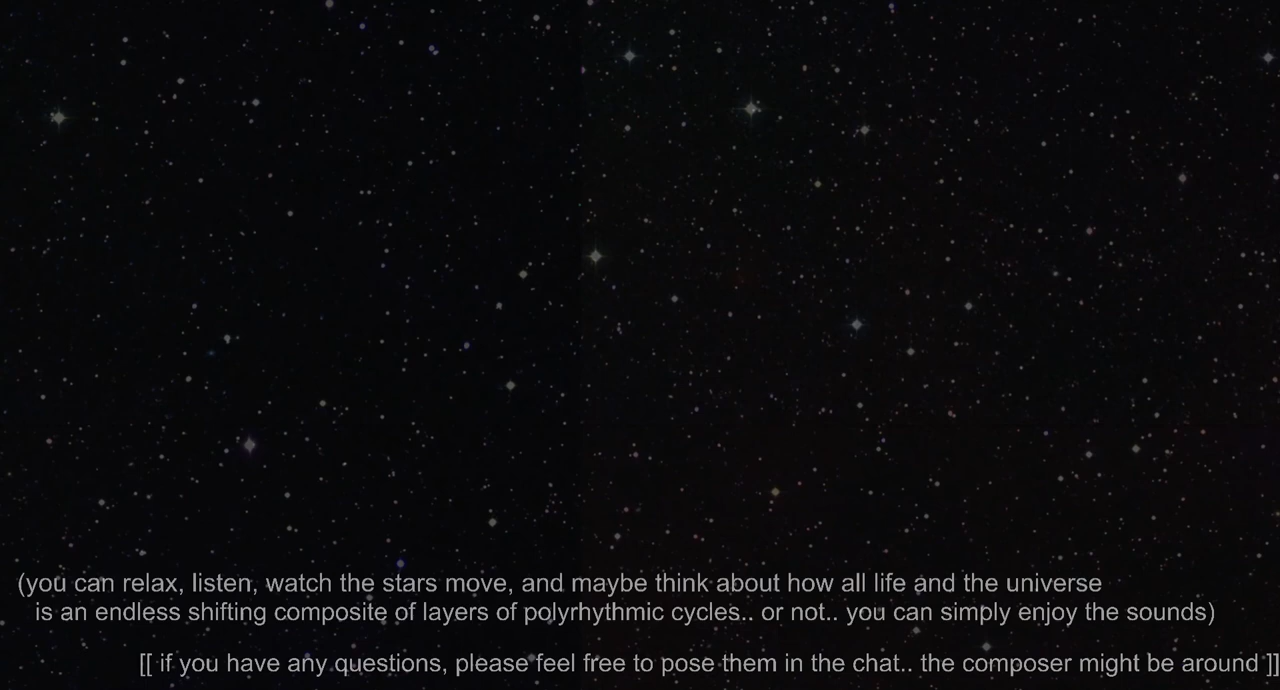 (you can relax, listen, watch the stars move, and maybe think about how all life and the universe
is an endless shifting composite of layers of polyrhythmic cycles.. or not.. you can simply enjoy the sounds)
[[ if you have any questions, please feel free to pose them in the chat.. the composer might be around ]]